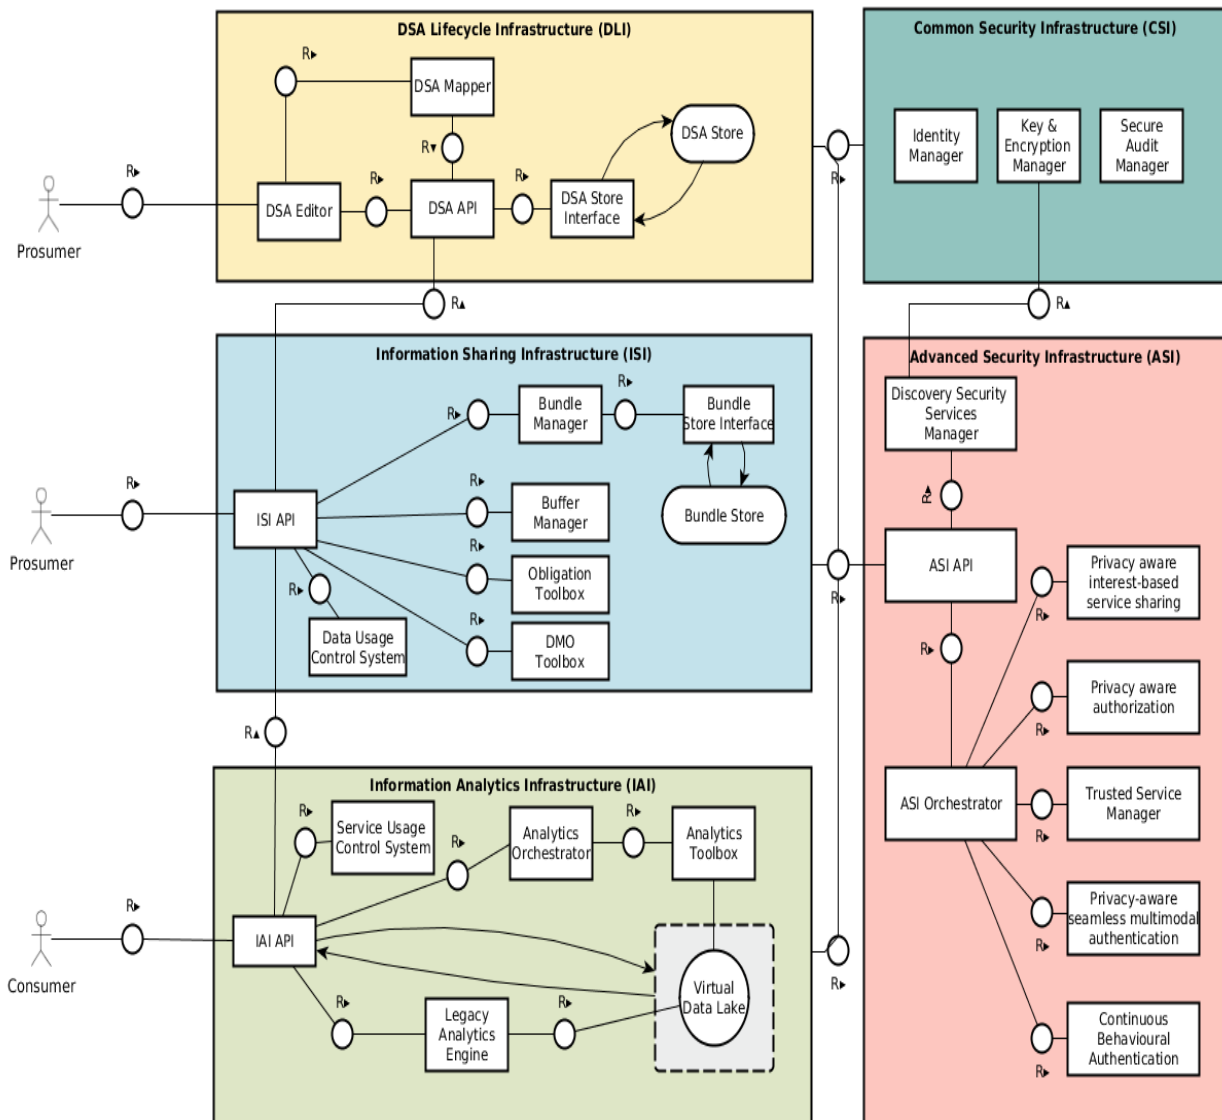 DSA Lifecycle Infrastructure (DLI)
R▸
DSA Mapper
R▾
DSA Store
R▸
R▸
R▸
DSA Editor
DSA API
DSA Store
Interface
Prosumer
R▴
Common Security Infrastructure (CSI)
Identity
Manager
Key &
Encryption
Manager
Secure
Audit
Manager
R▸
R▴
Information Sharing Infrastructure (ISI)
R▸
Bundle
Manager
R▸
Bundle
Store Interface
Bundle Store
R▸
Prosumer
ISI API
R▸
Buffer
Manager
R▸
Obligation
Toolbox
R▸
Data Usage
Control System
R▸
DMO
Toolbox
R▴
Advanced Security Infrastructure (ASI)
Discovery Security
Services
Manager
R▸
ASI API
R▸
R▸
Privacy aware
interest-based
service sharing
R▸
Privacy aware
authorization
R▸
ASI Orchestrator
Trusted Service
Manager
R▸
Privacy-aware
seamless multimodal
authentication
R▸
Continuous
Behavioural
Authentication
R▸
Information Analytics Infrastructure (IAI)
R▸
Service Usage
Control System
R▸
Analytics
Orchestrator
R▸
Analytics
Toolbox
R▸
Consumer
IAI API
Virtual
Data Lake
R▸
Legacy
Analytics
Engine
R▸
R▸